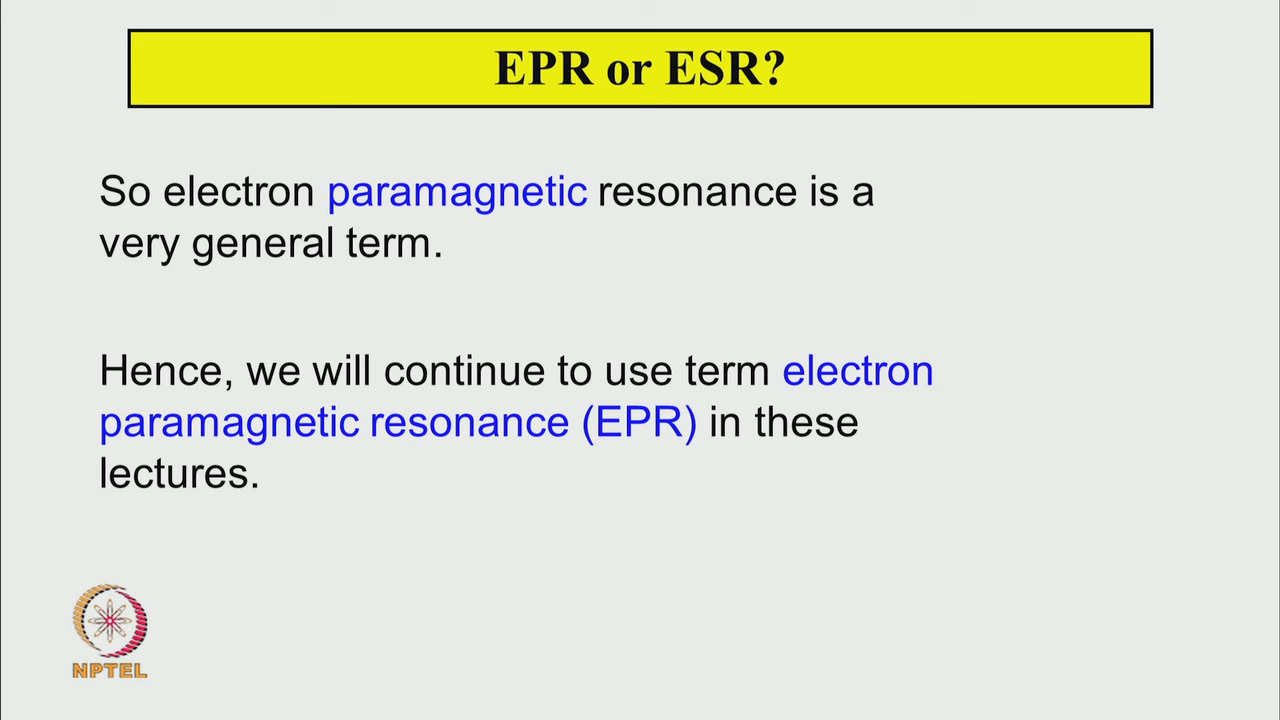 EPR or ESR?
So electron paramagnetic resonance is a
very general term.
Hence, we will continue to use term electron
paramagnetic resonance (EPR) in these
lectures.
NPTEL